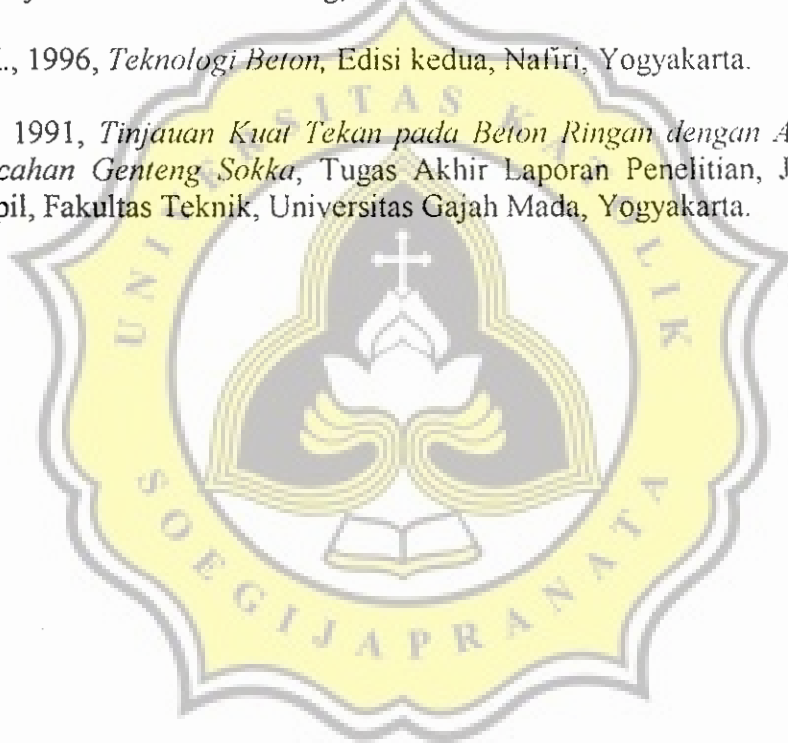 ., 1996, Teknologi Beton, Edisi kedua, Nafiri, Yogyakarta.
1991, Tinjauan Kuat Tekan pada Beton Ringan dengan A
cahan Genteng Sokka, Tugas Akhir Laporan Penelitian, J
pil, Fakultas Teknik, Universitas Gajah Mada, Yogyakarta.
UNIVERSITAS KATOLIK
SOEGIJAPRANATA